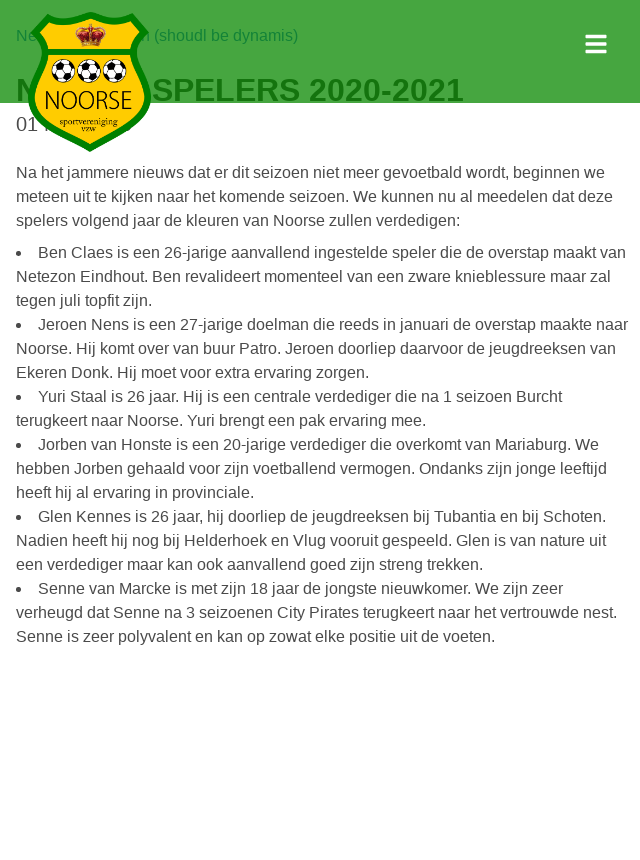 (shoudl be dynamis)
SPELERS 2020-2021
01
NOORSE
sportvereniging
vzw
Na het jammere nieuws dat er dit seizoen niet meer gevoetbald wordt, beginnen we
meteen uit te kijken naar het komende seizoen. We kunnen nu al meedelen dat deze
spelers volgend jaar de kleuren van Noorse zullen verdedigen:
• Ben Claes is een 26-jarige aanvallend ingestelde speler die de overstap maakt van
Netezon Eindhout. Ben revalideert momenteel van een zware knieblessure maar zal
tegen juli topfit zijn.
• Jeroen Nens is een 27-jarige doelman die reeds in januari de overstap maakte naar
Noorse. Hij komt over van buur Patro. Jeroen doorliep daarvoor de jeugdreeksen van
Ekeren Donk. Hij moet voor extra ervaring zorgen.
• Yuri Staal is 26 jaar. Hij is een centrale verdediger die na 1 seizoen Burcht
terugkeert naar Noorse. Yuri brengt een pak ervaring mee.
• Jorben van Honste is een 20-jarige verdediger die overkomt van Mariaburg. We
hebben Jorben gehaald voor zijn voetballend vermogen. Ondanks zijn jonge leeftijd
heeft hij al ervaring in provinciale.
• Glen Kennes is 26 jaar, hij doorliep de jeugdreeksen bij Tubantia en bij Schoten.
Nadien heeft hij nog bij Helderhoek en Vlug vooruit gespeeld. Glen is van nature uit
een verdediger maar kan ook aanvallend goed zijn streng trekken.
• Senne van Marcke is met zijn 18 jaar de jongste nieuwkomer. We zijn zeer
verheugd dat Senne na 3 seizoenen City Pirates terugkeert naar het vertrouwde nest.
Senne is zeer polyvalent en kan op zowat elke positie uit de voeten.